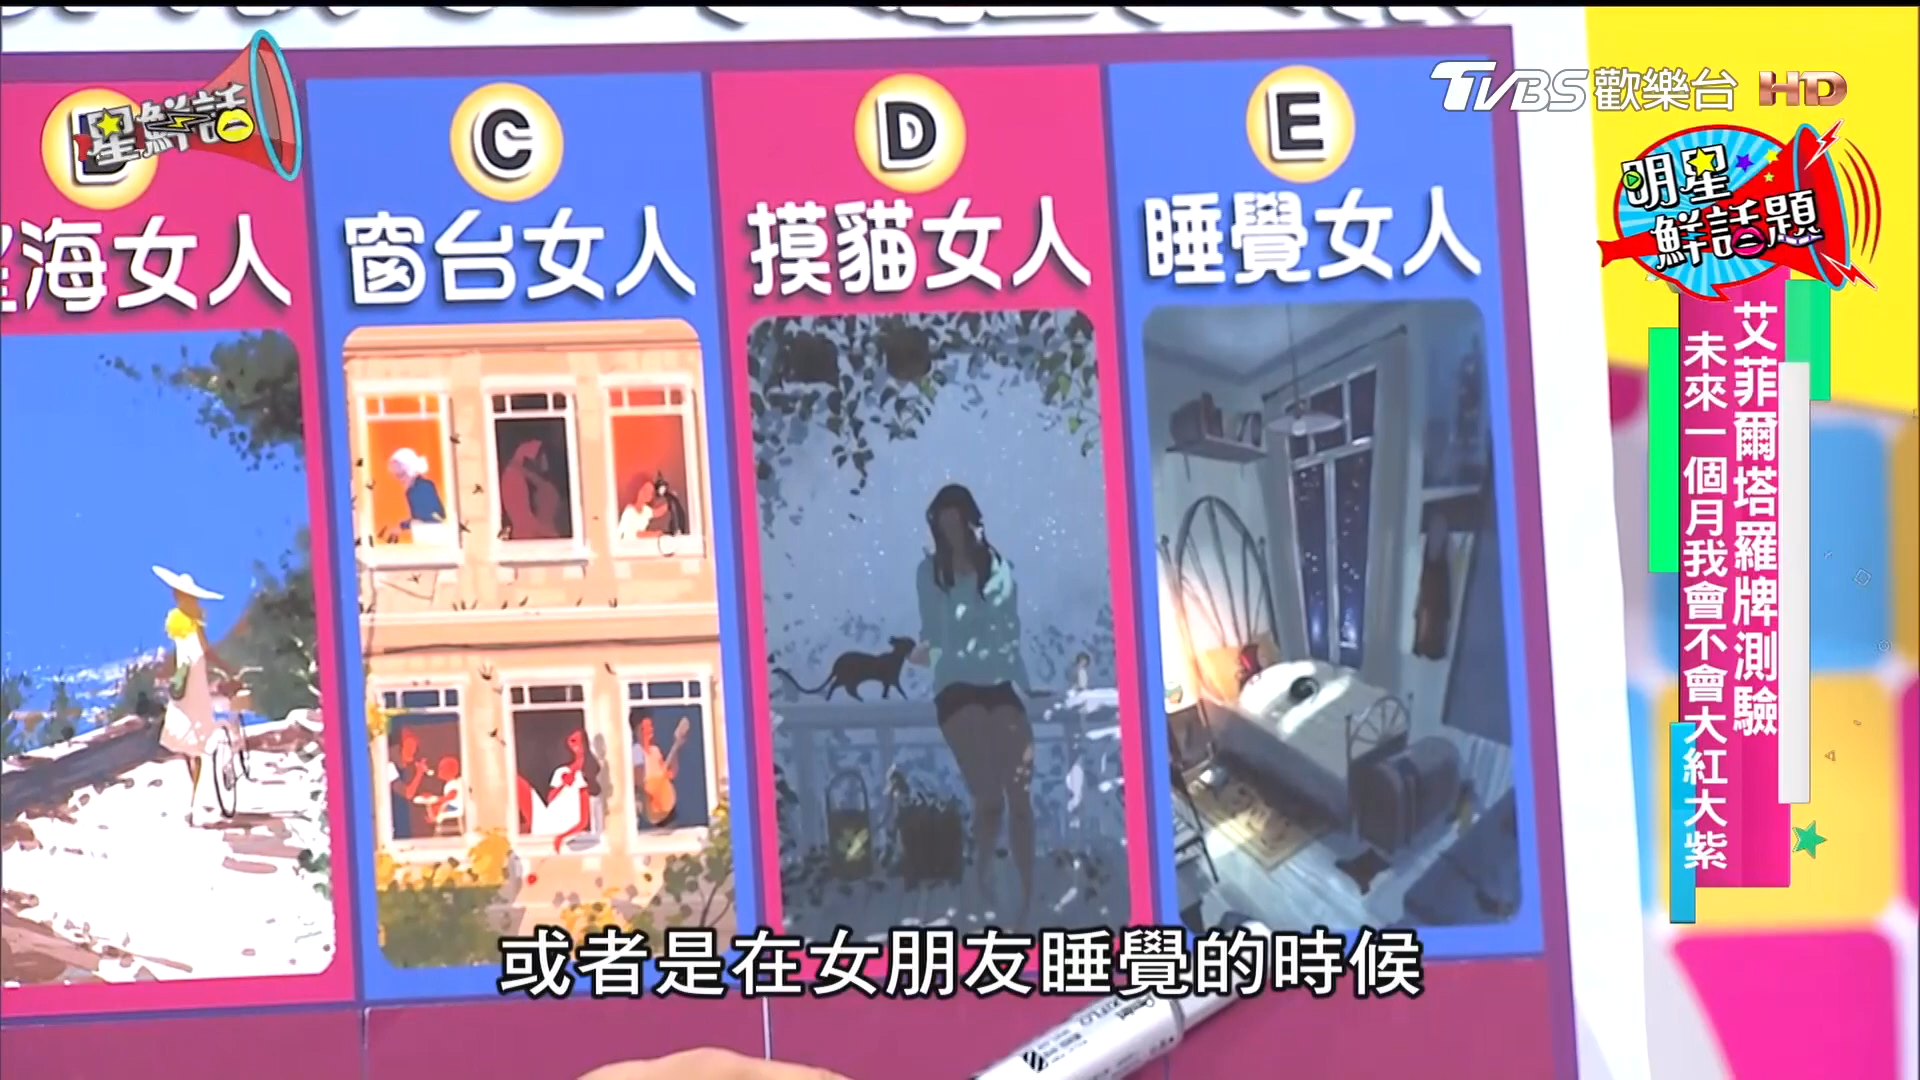 星鮮話
TVBS歡樂台 HD
明星
鮮話題
C
D
E
海女人
窗台女人
摸貓女人
睡覺女人
艾菲爾塔羅牌測驗
未來一個月我會不會大紅大紫
或者是在女朋友睡覺的時候